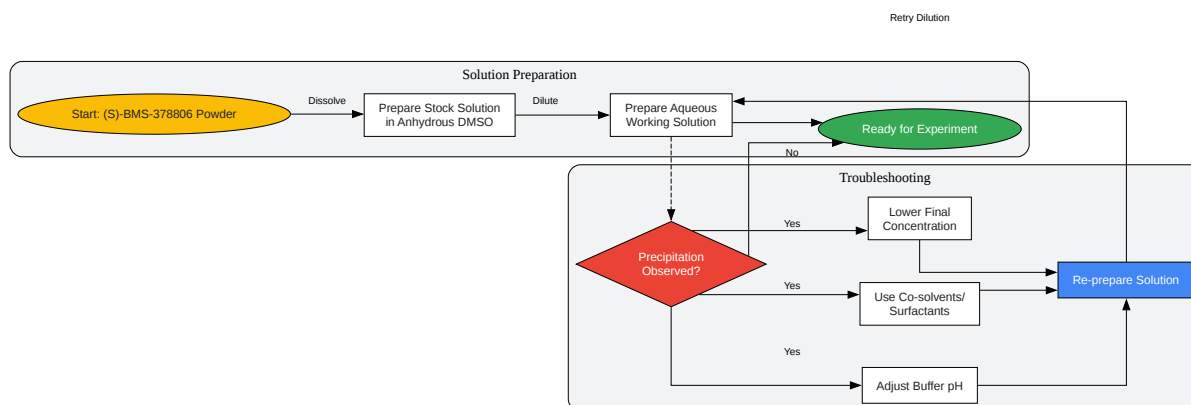 Retry Dilution
Solution Preparation
Start: (S)-BMS-378806 Powder
Dissolve
Prepare Stock Solution
in Anhydrous DMSO
Dilute
Prepare Aqueous
Working Solution
Ready for Experiment
No
Troubleshooting
Precipitation
Observed?
Yes
Lower Final
Concentration
Yes
Use Co-solvents/
Surfactants
Re-prepare Solution
Yes
Adjust Buffer pH